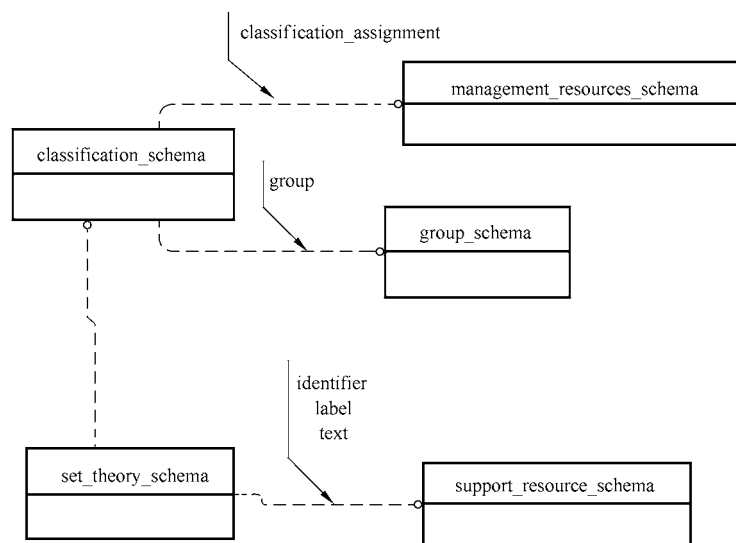 classification_assignment
management_resources_schema
classification_schema
group
group_schema
identifier
label
text
set_theory_schema
support_resource_schema